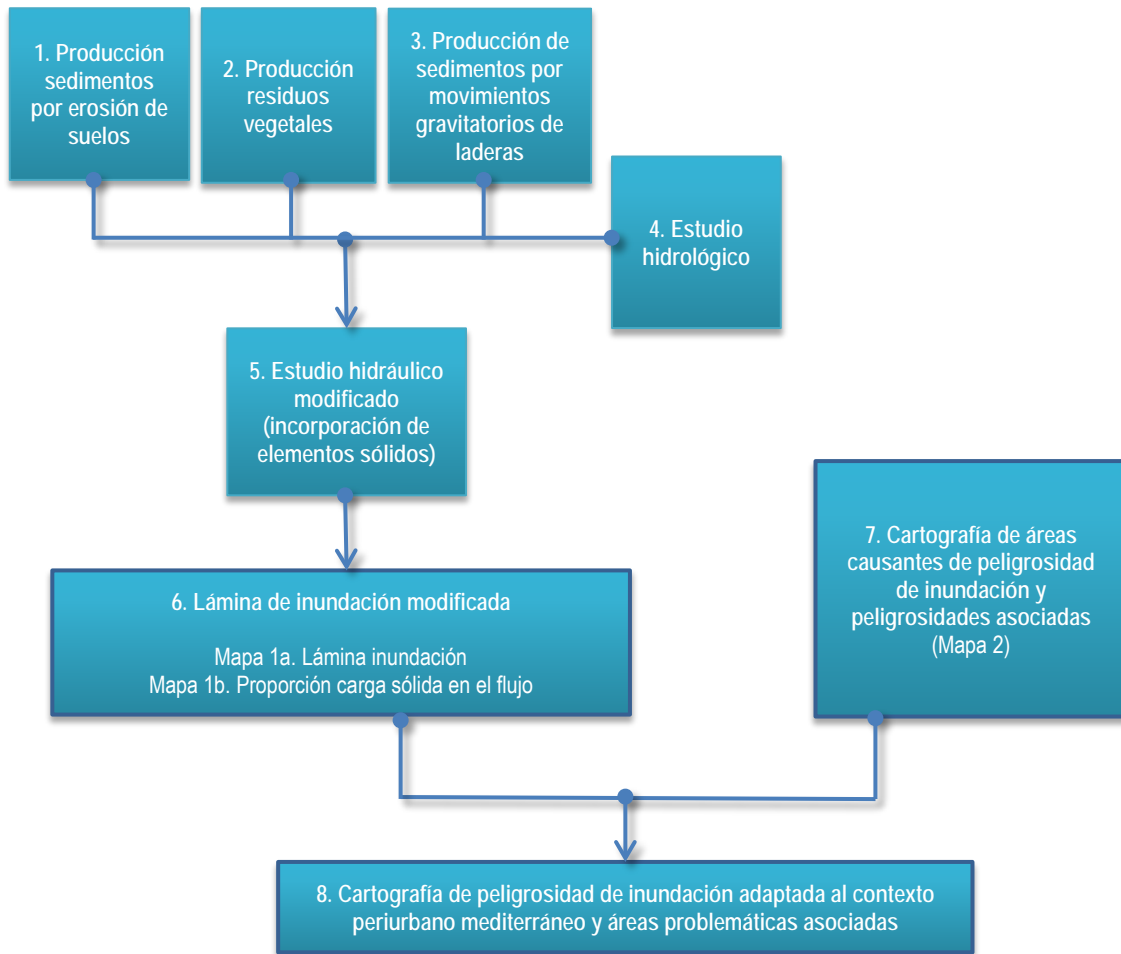 1. Producción
sedimentos
por erosión de
suelos
2. Producción
residuos
vegetales
3. Producción de
sedimentos por
movimientos
gravitatorios de
laderas
4. Estudio
hidrológico
5. Estudio hidráulico
modificado
(incorporación de
elementos sólidos)
6. Lámina de inundación modificada
Mapa 1a. Lámina inundación
Mapa 1b. Proporción carga sólida en el flujo
7. Cartografía de áreas
causantes de peligrosidad
de inundación y
peligrosidades asociadas
(Mapa 2)
8. Cartografía de peligrosidad de inundación adaptada al contexto
periurbano mediterráneo y áreas problemáticas asociadas